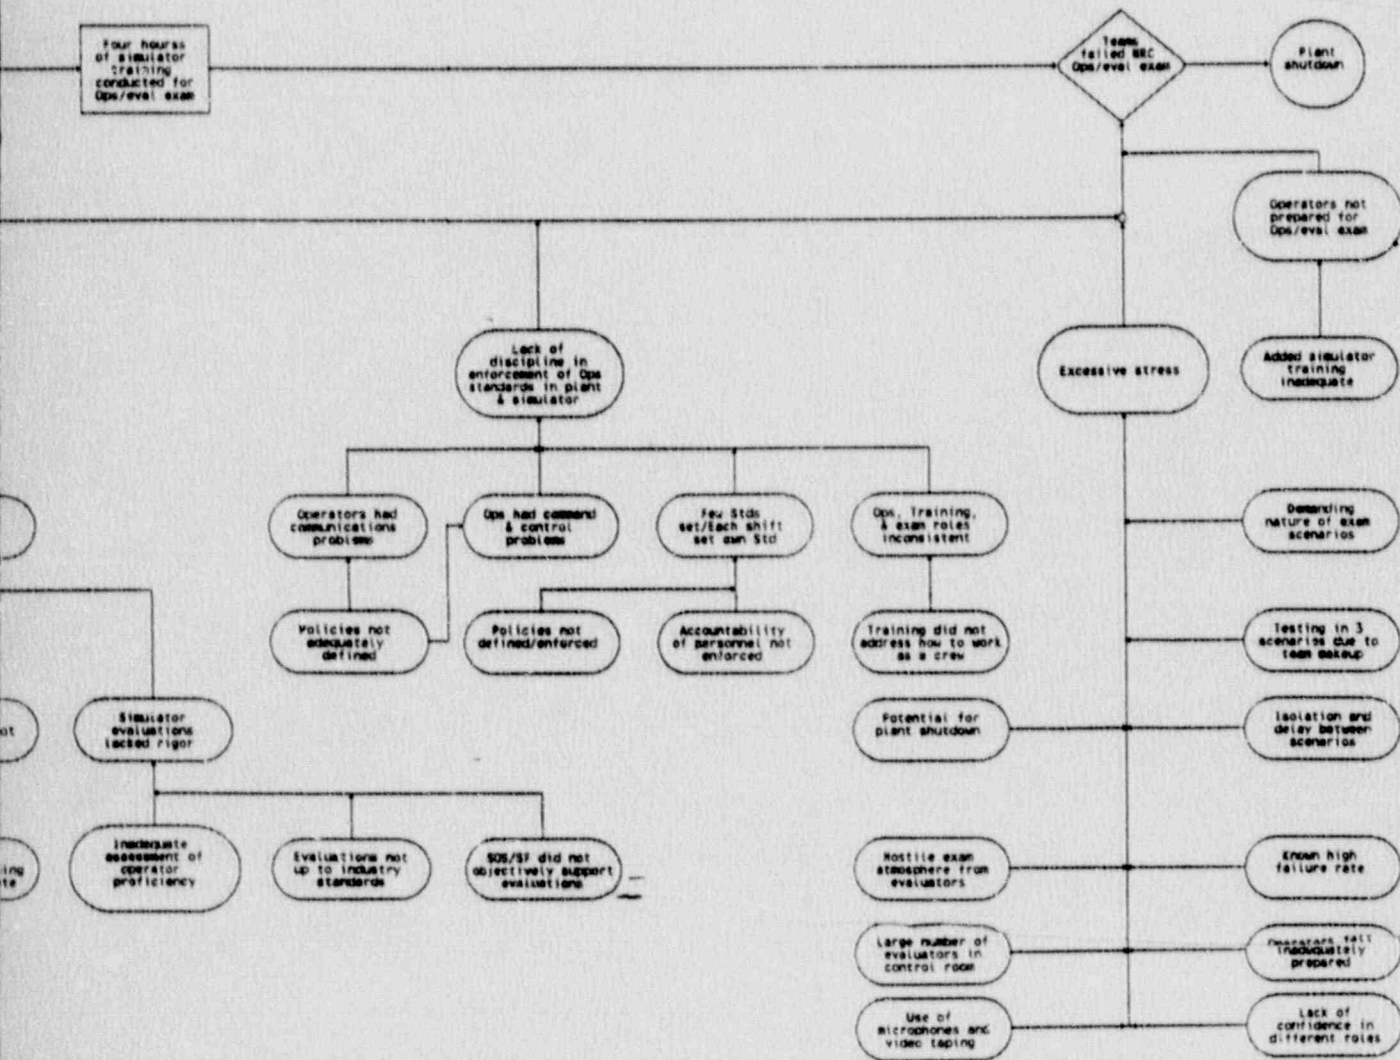 Four hourss
of simulator
training
conducted for
Ops/eval exam
Teams
failed NRC
Ops/eval exam
Plant
shutdown
Operators not
prepared for
Ops/eval exam
Lack of
discipline in
enforcement of Ops
standards in plant
& simulator
Excessive stress
Added simulator
training
inadequate
Operators had
communications
problems
Ops had command
& control
problems
Few Stds
set/Each shift
set own Std
Ops, Training,
& exam roles
inconsistent
Demanding
nature of exam
scenarios
Policies not
adequately
defined
Policies not
defined/enforced
Accountability
of personnel not
enforced
Training did not
address how to work
as a crew
Testing in 3
scenarios due to
team makeup
ot
Simulator
evaluations
lacked rigor
Potential for
plant shutdown
Isolation and
delay between
scenarios
ing
te
Inadequate
assessment of
operator
proficiency
Evaluations not
up to industry
standards
SOS/SF did not
objectively support
evaluations
Hostile exam
atmosphere from
evaluators
Known high
failure rate
Large number of
evaluators in
control room
Operators felt
inadequately
prepared
Use of
microphones and
video taping
Lack of
confidence in
different roles